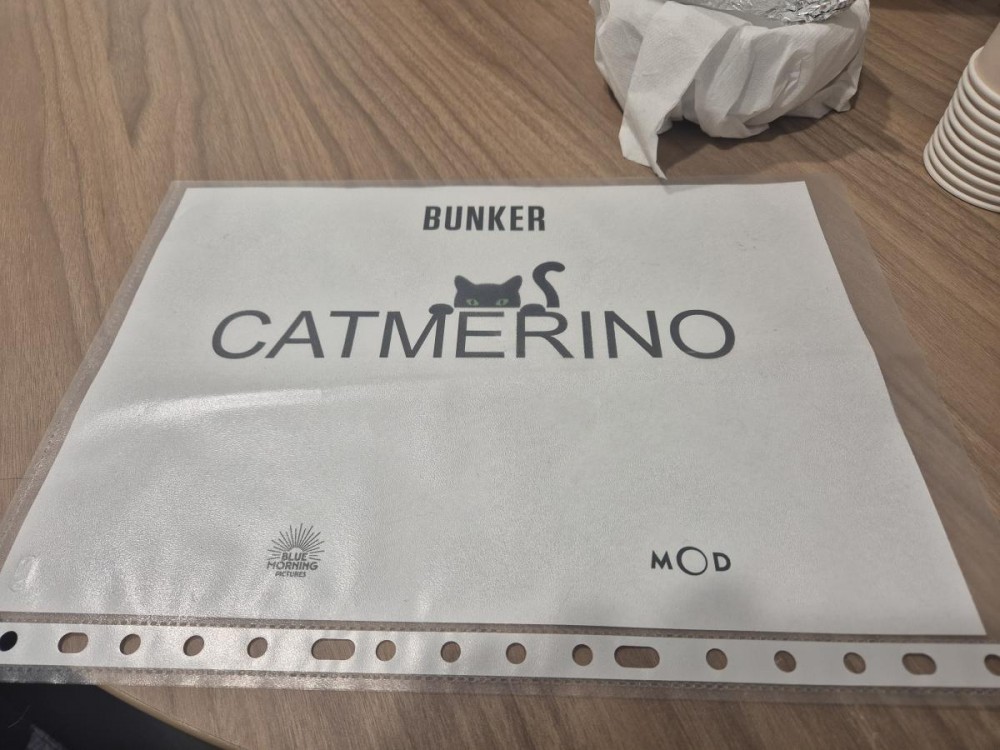 BUNKER
CATMERINO
BLUE
MORNING
PICTURES
MOD